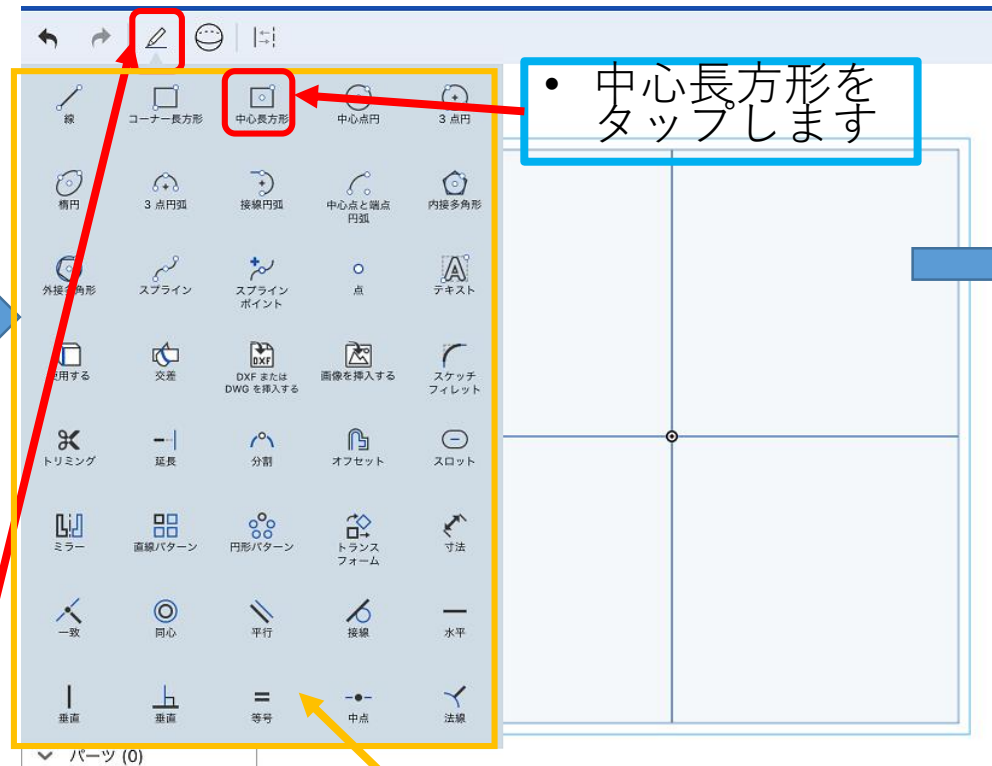 • 中心長方形を
タップします
線
コーナー長方形
中心長方形
中心点円
3 点円
楕円
3 点円弧
接線円弧
中心点と端点
円弧
内接多角形
外接多角形
スプライン
スプライン
ポイント
点
テキスト
使用する
交差
DXF
DXF または
DWG を挿入する
画像を挿入する
スケッチ
フィレット
トリミング
延長
分割
オフセット
スロット
ミラー
直線パターン
円形パターン
トランス
フォーム
寸法
一致
同心
平行
接線
水平
垂直
垂直
等号
中点
法線
パーツ (0)